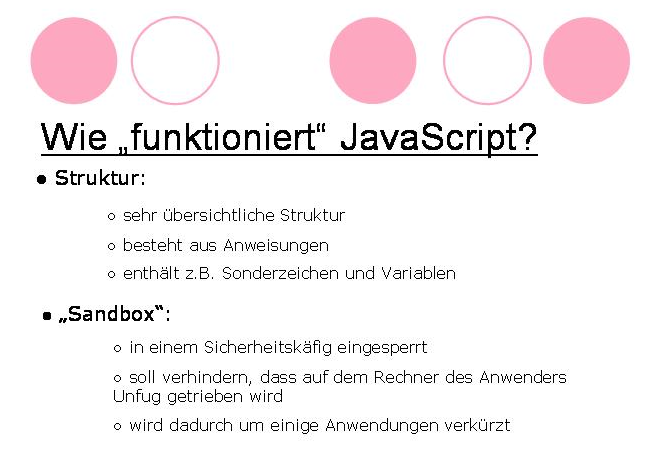 Wie „funktioniert“ JavaScript?
● Struktur:
○ sehr übersichtliche Struktur
○ besteht aus Anweisungen
○ enthält z.B. Sonderzeichen und Variablen
● „Sandbox“:
○ in einem Sicherheitskäfig eingesperrt
○ soll verhindern, dass auf dem Rechner des Anwenders
Unfug getrieben wird
○ wird dadurch um einige Anwendungen verkürzt